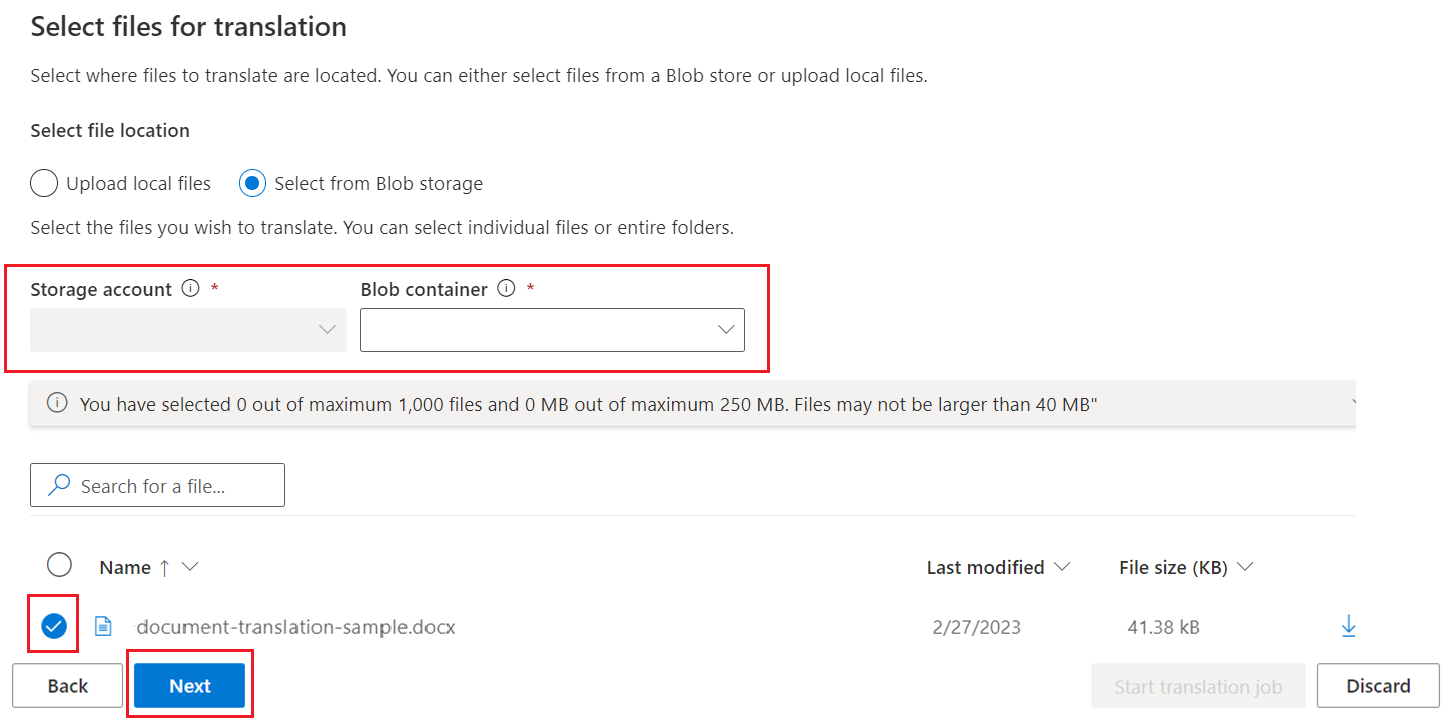 Select files for translation
Select where files to translate are located. You can either select files from a Blob store or upload local files.
Select file location
Upload local files Select from Blob storage
Select the files you wish to translate. You can select individual files or entire folders.
Storage account * Blob container *
You have selected 0 out of maximum 1,000 files and 0 MB out of maximum 250 MB. Files may not be larger than 40 MB"
Search for a file...
Name ↑ Last modified File size (KB)
document-translation-sample.docx 2/27/2023 41.38 kB
Back Next Start translation job Discard